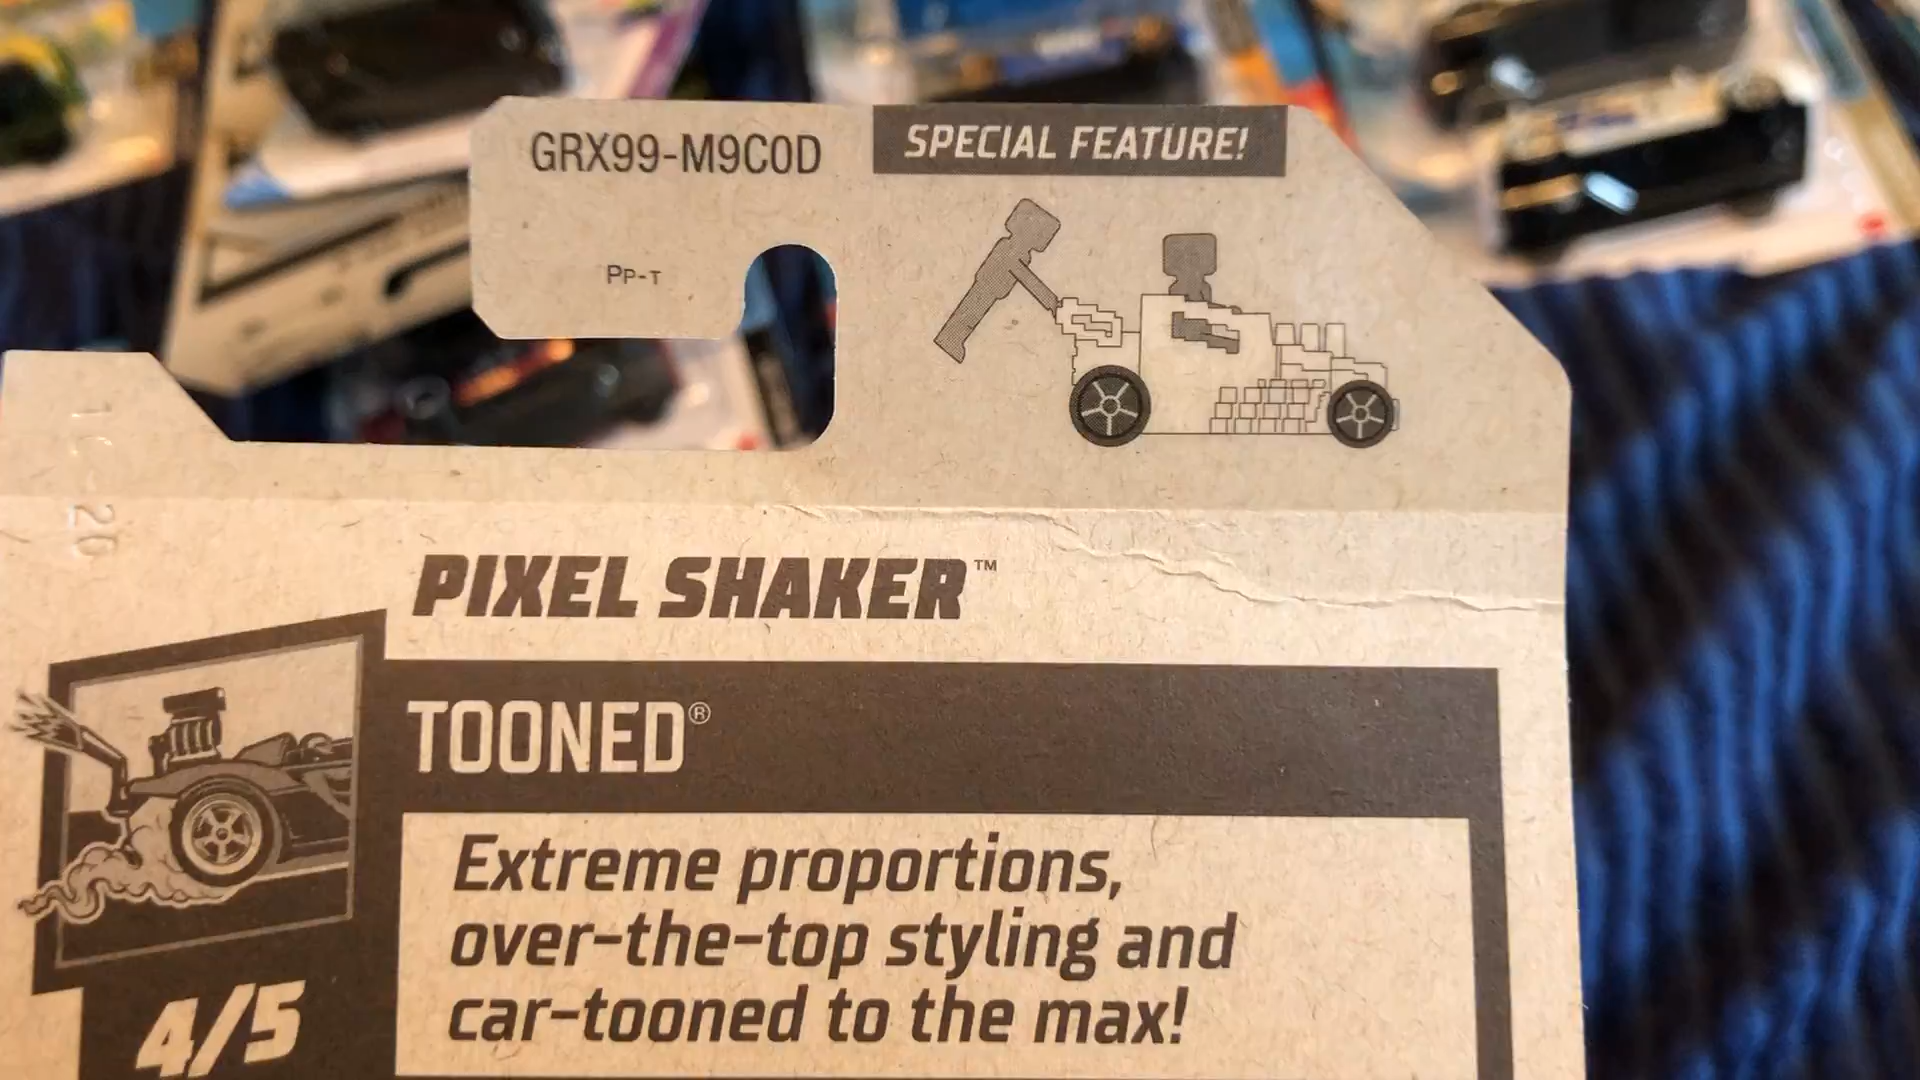 GRX99-M9C0D
SPECIAL FEATURE!
PP-T
PIXEL SHAKER™
TOONED®
Extreme proportions,
over-the-top styling and
car-tooned to the max!
4/5